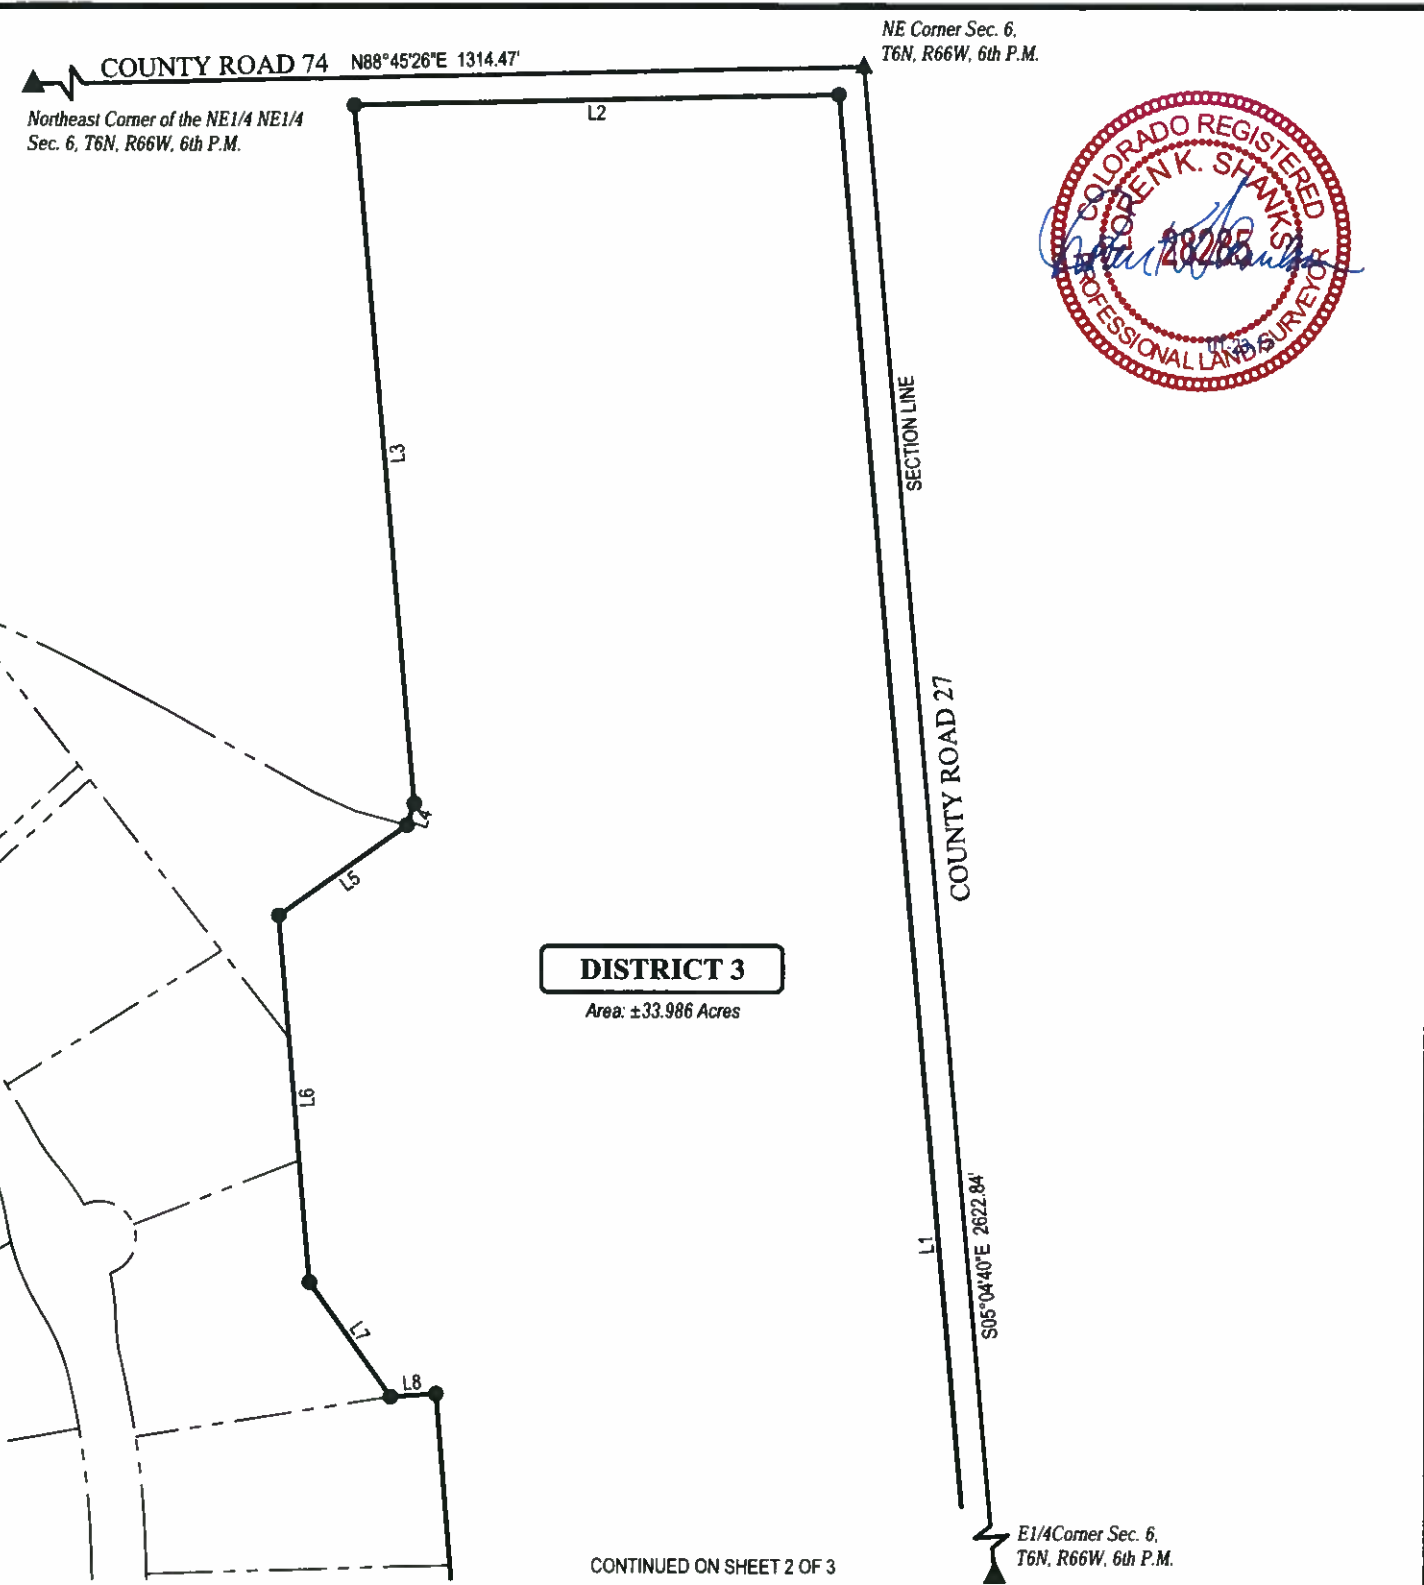 NE Corner Sec. 6,
T6N, R66W, 6th P.M.
COUNTY ROAD 74 N88°45'26"E 1314.47'
Northeast Corner of the NE1/4 NE1/4
Sec. 6, T6N, R66W, 6th P.M.
L2
COLORADO REGISTERED
LOREN K. SHANKS
28285
PROFESSIONAL LAND SURVEYOR
L3
SECTION LINE
COUNTY ROAD 27
L4
L5
DISTRICT 3
Area: ±33.986 Acres
L6
L1
S05°04'40"E 2622.84'
L7
L8
E1/4Corner Sec. 6,
T6N, R66W, 6th P.M.
CONTINUED ON SHEET 2 OF 3